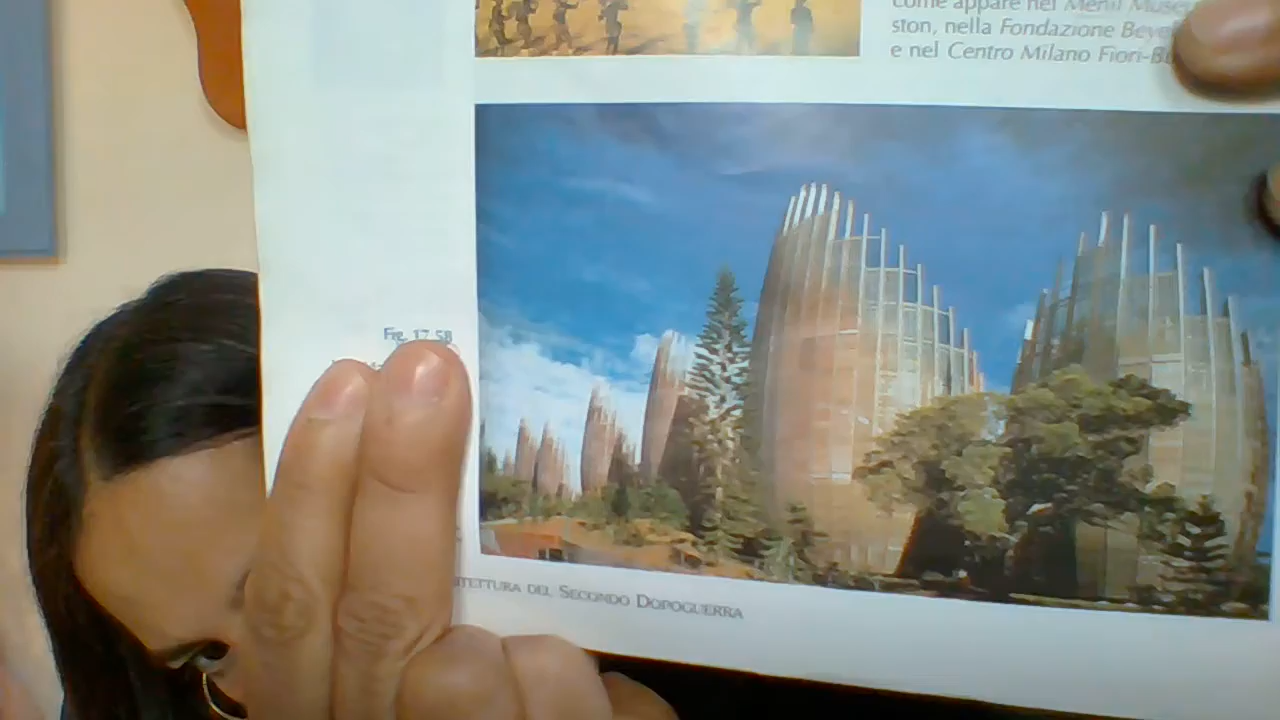 come appare nel Menil Museu
ston, nella Fondazione Beye
e nel Centro Milano Fiori-Bu
Fig. 17.58
ITETTURA DEL SECONDO DOPOGUERRA